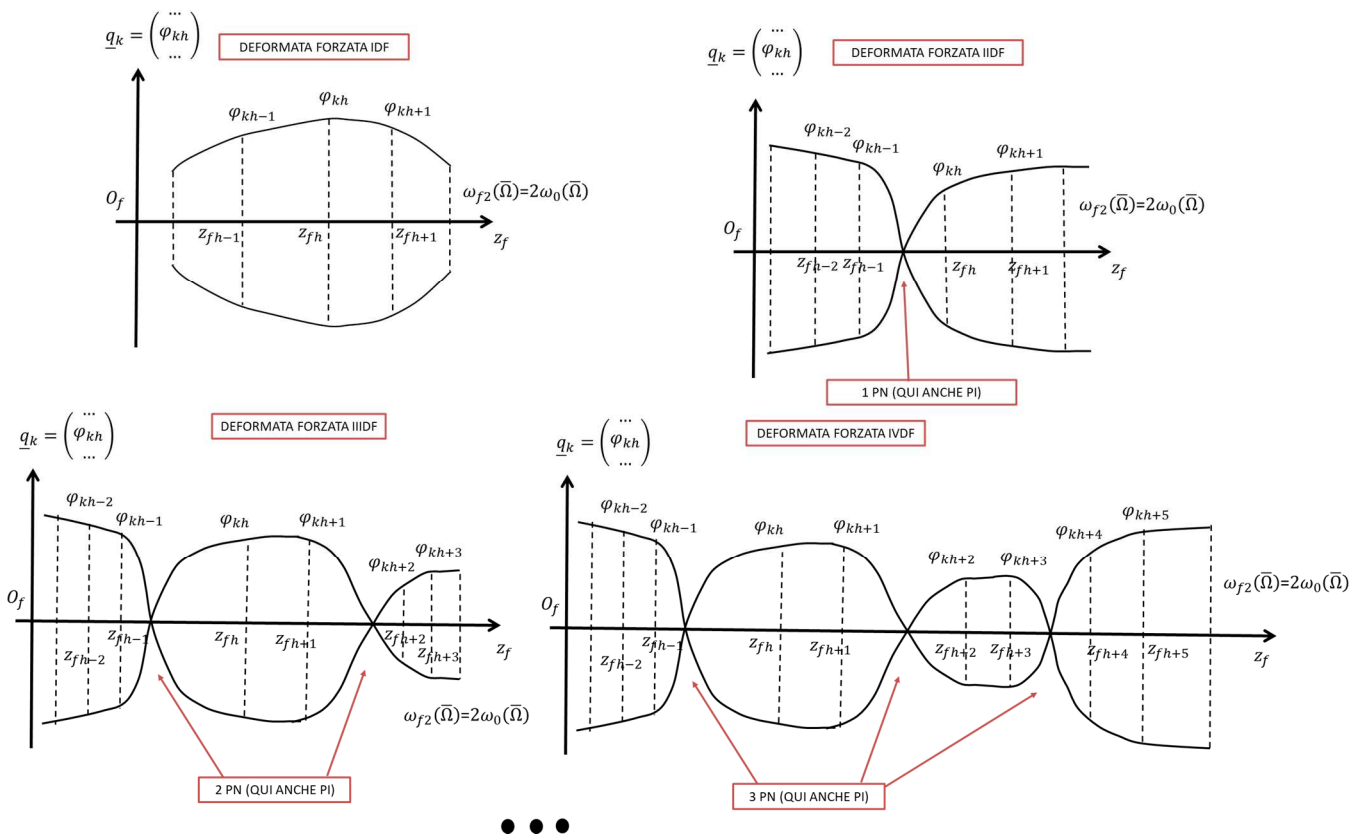 q_k = (... φ_kh ...)
DEFORMATA FORZATA IDF
φ_kh−1 φ_kh φ_kh+1
O_f
ω_f2(Ω̅)=2ω_0(Ω̅)
z_fh−1 z_fh z_fh+1 z_f
q_k = (... φ_kh ...)
DEFORMATA FORZATA IIDF
φ_kh−2 φ_kh−1 φ_kh φ_kh+1
ω_f2(Ω̅)=2ω_0(Ω̅)
O_f
z_fh−2 z_fh−1 z_fh z_fh+1 z_f
1 PN (QUI ANCHE PI)
q_k = (... φ_kh ...)
DEFORMATA FORZATA IIIDF
φ_kh−2 φ_kh−1 φ_kh φ_kh+1 φ_kh+2 φ_kh+3
O_f
z_fh−2 z_fh−1 z_fh z_fh+1 z_fh+2 z_fh+3 z_f
ω_f2(Ω̅)=2ω_0(Ω̅)
2 PN (QUI ANCHE PI)
q_k = (... φ_kh ...)
DEFORMATA FORZATA IVDF
φ_kh−2 φ_kh−1 φ_kh φ_kh+1 φ_kh+2 φ_kh+3 φ_kh+4 φ_kh+5
ω_f2(Ω̅)=2ω_0(Ω̅)
O_f
z_fh−2 z_fh−1 z_fh z_fh+1 z_fh+2 z_fh+3 z_fh+4 z_fh+5 z_f
3 PN (QUI ANCHE PI)
...